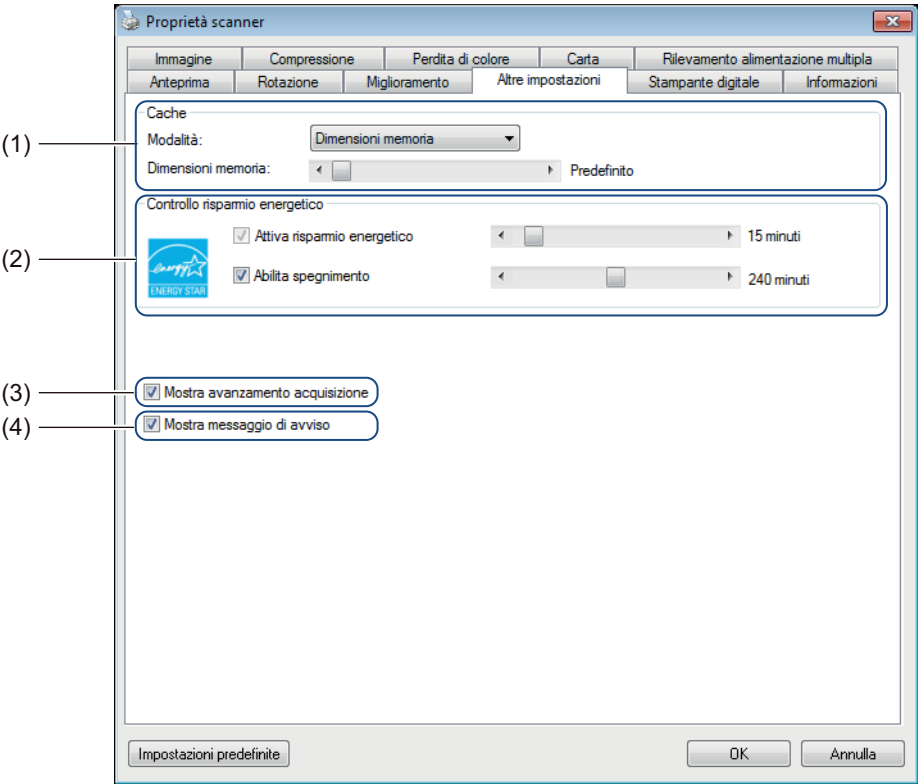 Proprietà scanner
Immagine Compressione Perdita di colore Carta Rilevamento alimentazione multipla
Anteprima Rotazione Miglioramento Altre impostazioni Stampante digitale Informazioni
(1)
Cache
Modalità: Dimensioni memoria
Dimensioni memoria: Predefinito
(2)
Controllo risparmio energetico
Attiva risparmio energetico 15 minuti
energy
ENERGY STAR
Abilita spegnimento 240 minuti
(3) Mostra avanzamento acquisizione
(4) Mostra messaggio di avviso
Impostazioni predefinite OK Annulla